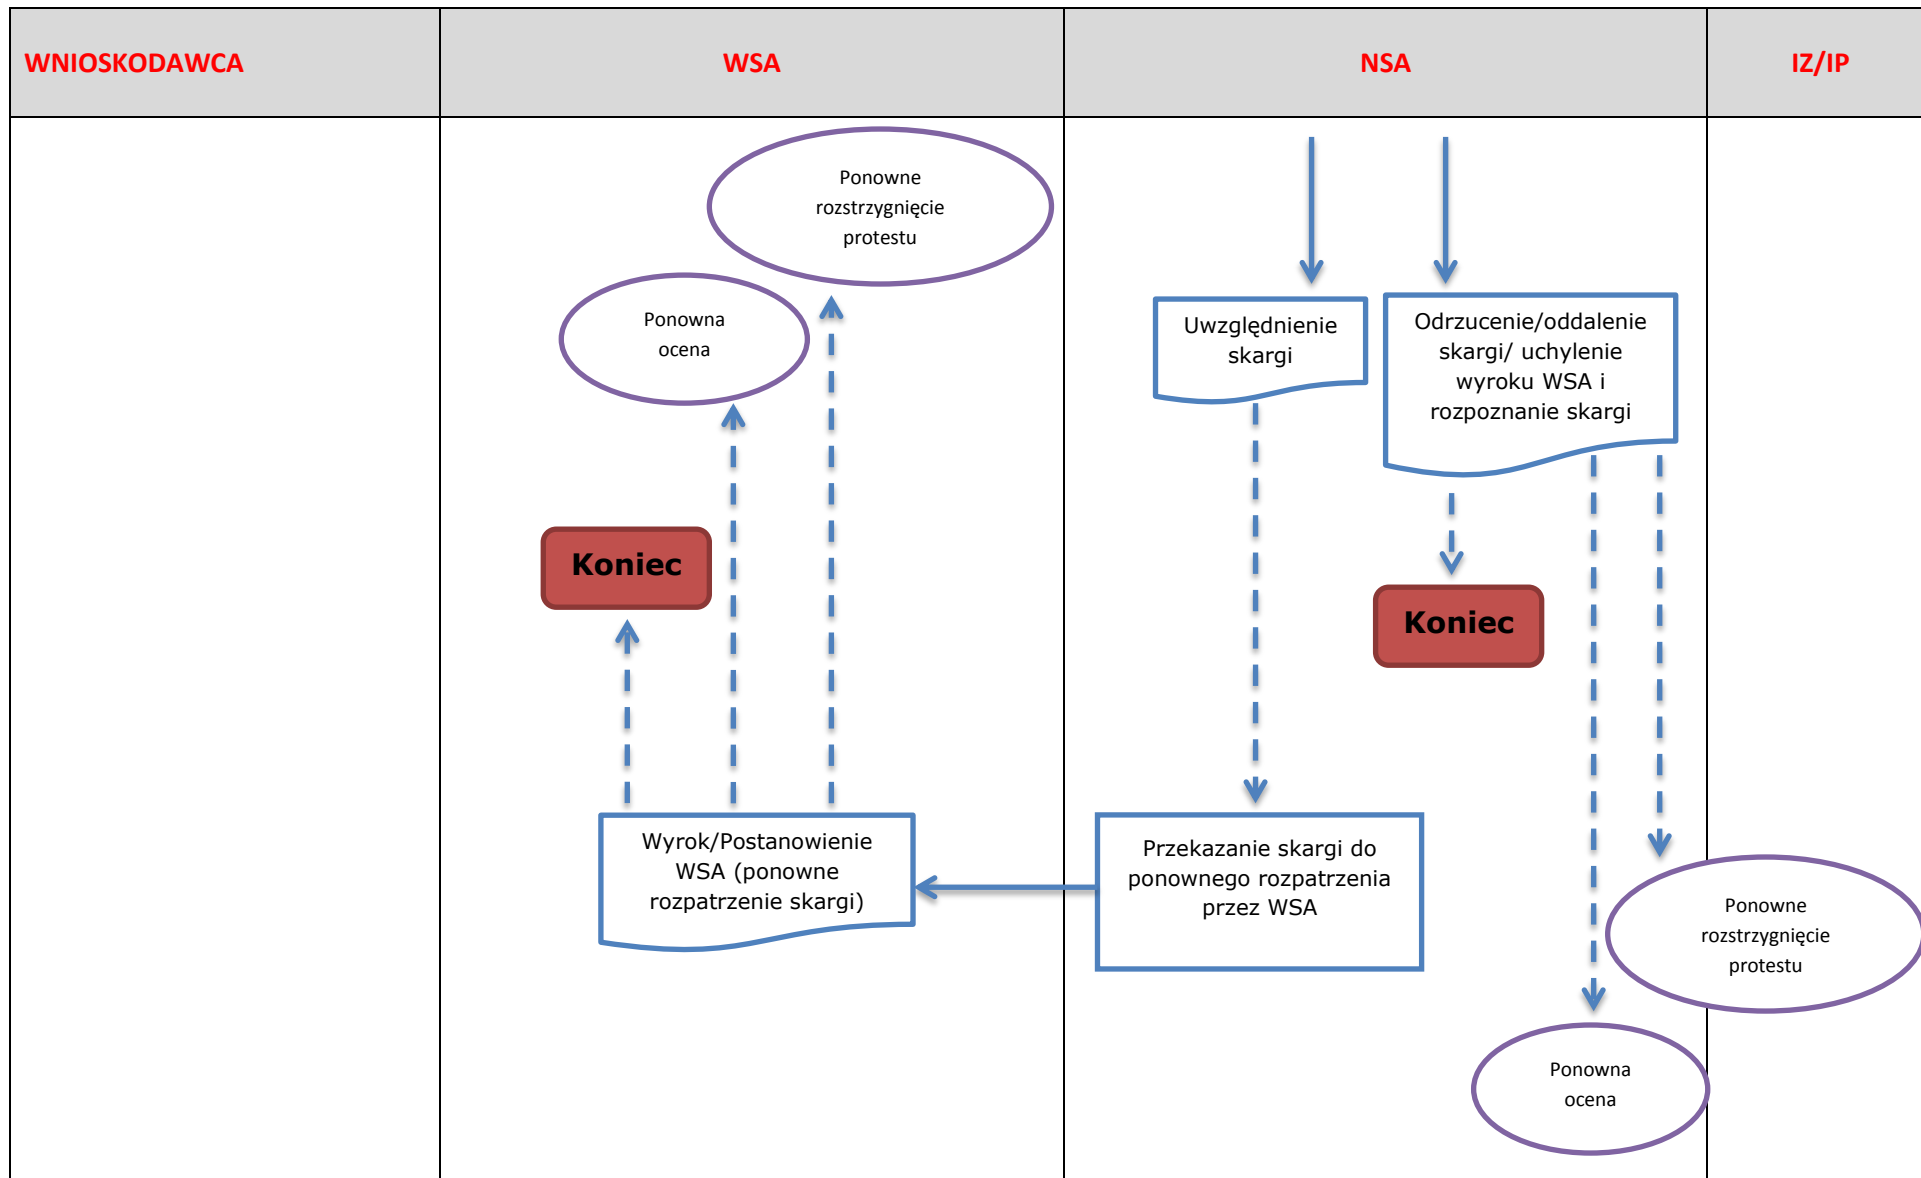 WNIOSKODAWCA
WSA
NSA
IZ/IP
Ponowne
rozstrzygnięcie
protestu
Ponowna
ocena
Koniec
Wyrok/Postanowienie
WSA (ponowne
rozpatrzenie skargi)
Uwzględnienie
skargi
Odrzucenie/oddalenie
skargi/ uchylenie
wyroku WSA i
rozpoznanie skargi
Koniec
Przekazanie skargi do
ponownego rozpatrzenia
przez WSA
Ponowne
rozstrzygnięcie
protestu
Ponowna
ocena